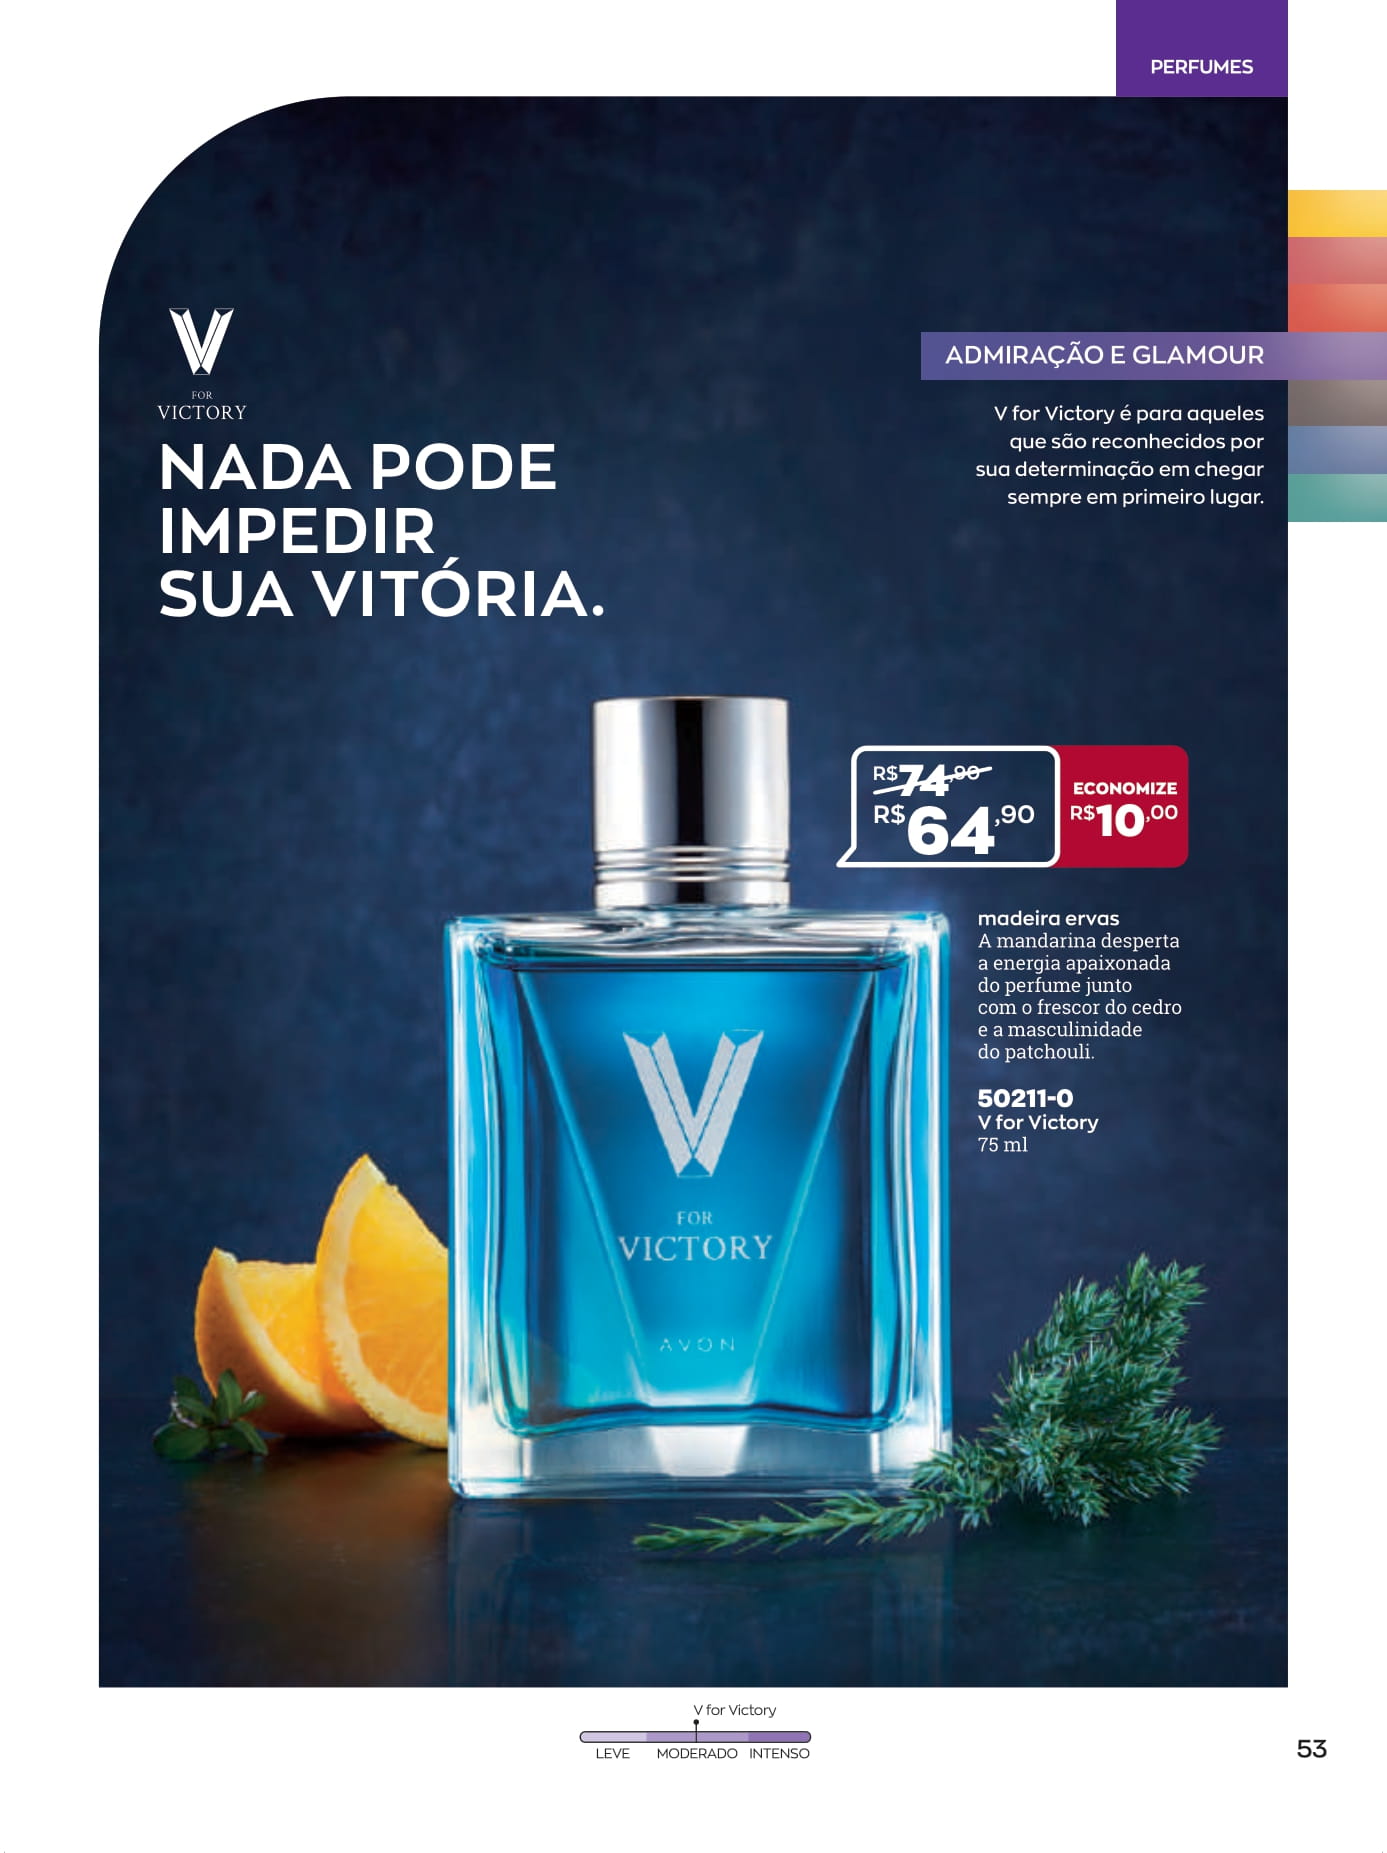 PERFUMES
V
FOR
VICTORY
NADA PODE
IMPEDIR
SUA VITÓRIA.
ADMIRAÇÃO E GLAMOUR
V for Victory é para aqueles
que são reconhecidos por
sua determinação em chegar
sempre em primeiro lugar.
R$74,90
R$64,90
ECONOMIZE
R$10,00
madeira ervas
A mandarina desperta
a energia apaixonada
do perfume junto
com o frescor do cedro
e a masculinidade
do patchouli.
50211-0
V for Victory
75 ml
V
FOR
VICTORY
AVON
V for Victory
LEVE MODERADO INTENSO
53